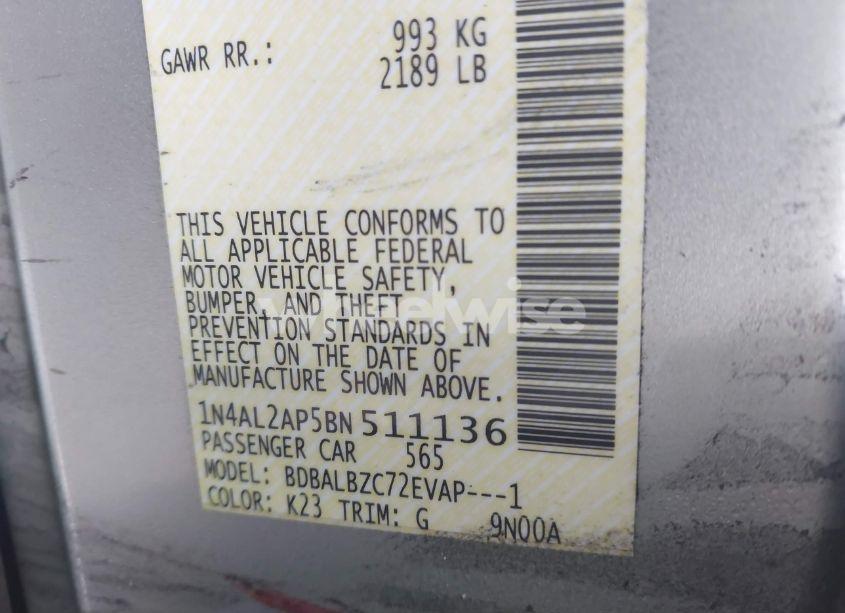 GAWR RR.: 993 KG
2189 LB
THIS VEHICLE CONFORMS TO
ALL APPLICABLE FEDERAL
MOTOR VEHICLE SAFETY,
BUMPER, AND THEFT
PREVENTION STANDARDS IN
EFFECT ON THE DATE OF
MANUFACTURE SHOWN ABOVE.
1N4AL2AP5BN511136
PASSENGER CAR 565
MODEL: BDBALBZC72EVAP---1
COLOR: K23 TRIM: G 9N00A
wheelwise